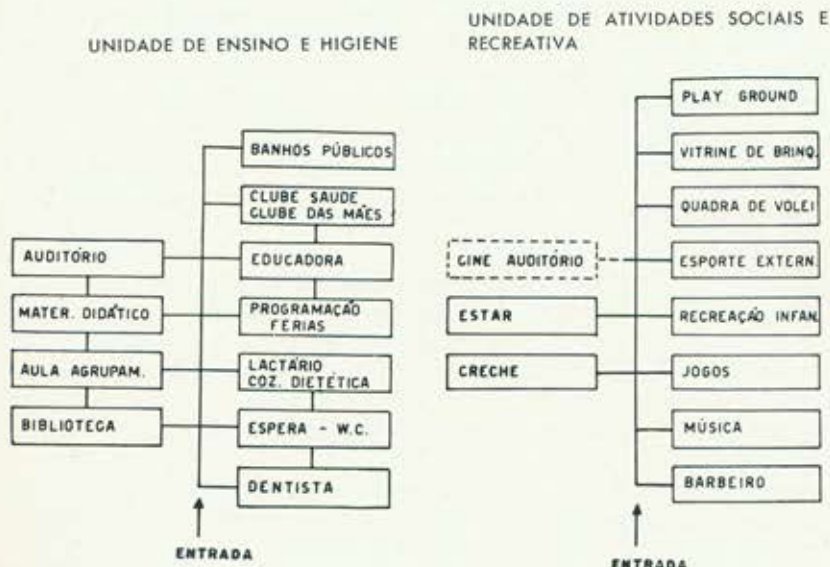 UNIDADE DE ENSINO E HIGIENE
BANHOS PÚBLICOS
CLUBE SAUDE
CLUBE DAS MÃES
AUDITÓRIO
EDUCADORA
MATER. DIDÁTICO
PROGRAMAÇÃO
FERIAS
AULA AGRUPAM.
LACTÁRIO
COZ. DIETÉTICA
BIBLIOTECA
ESPERA - W.C.
DENTISTA
ENTRADA
UNIDADE DE ATIVIDADES SOCIAIS E
RECREATIVA
PLAY GROUND
VITRINE DE BRINQ.
QUADRA DE VOLEI
CINE AUDITÓRIO
ESPORTE EXTERN.
ESTAR
RECREAÇÃO INFAN.
CRECHE
JOGOS
MÚSICA
BARBEIRO
ENTRADA